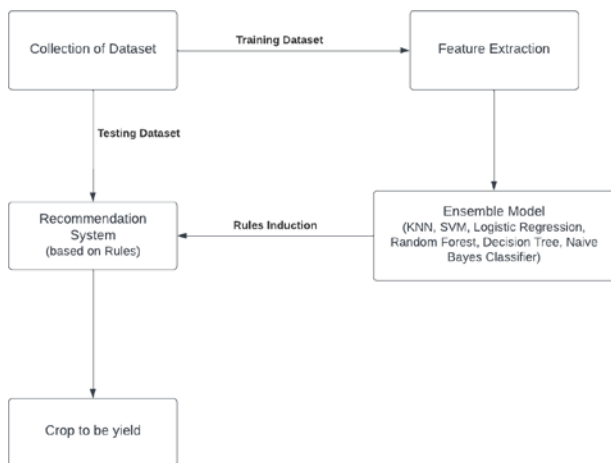 Collection of Dataset
Training Dataset
Feature Extraction
Testing Dataset
Recommendation
System
(based on Rules)
Rules Induction
Ensemble Model
(KNN, SVM, Logistic Regression,
Random Forest, Decision Tree, Naive
Bayes Classifier)
Crop to be yield